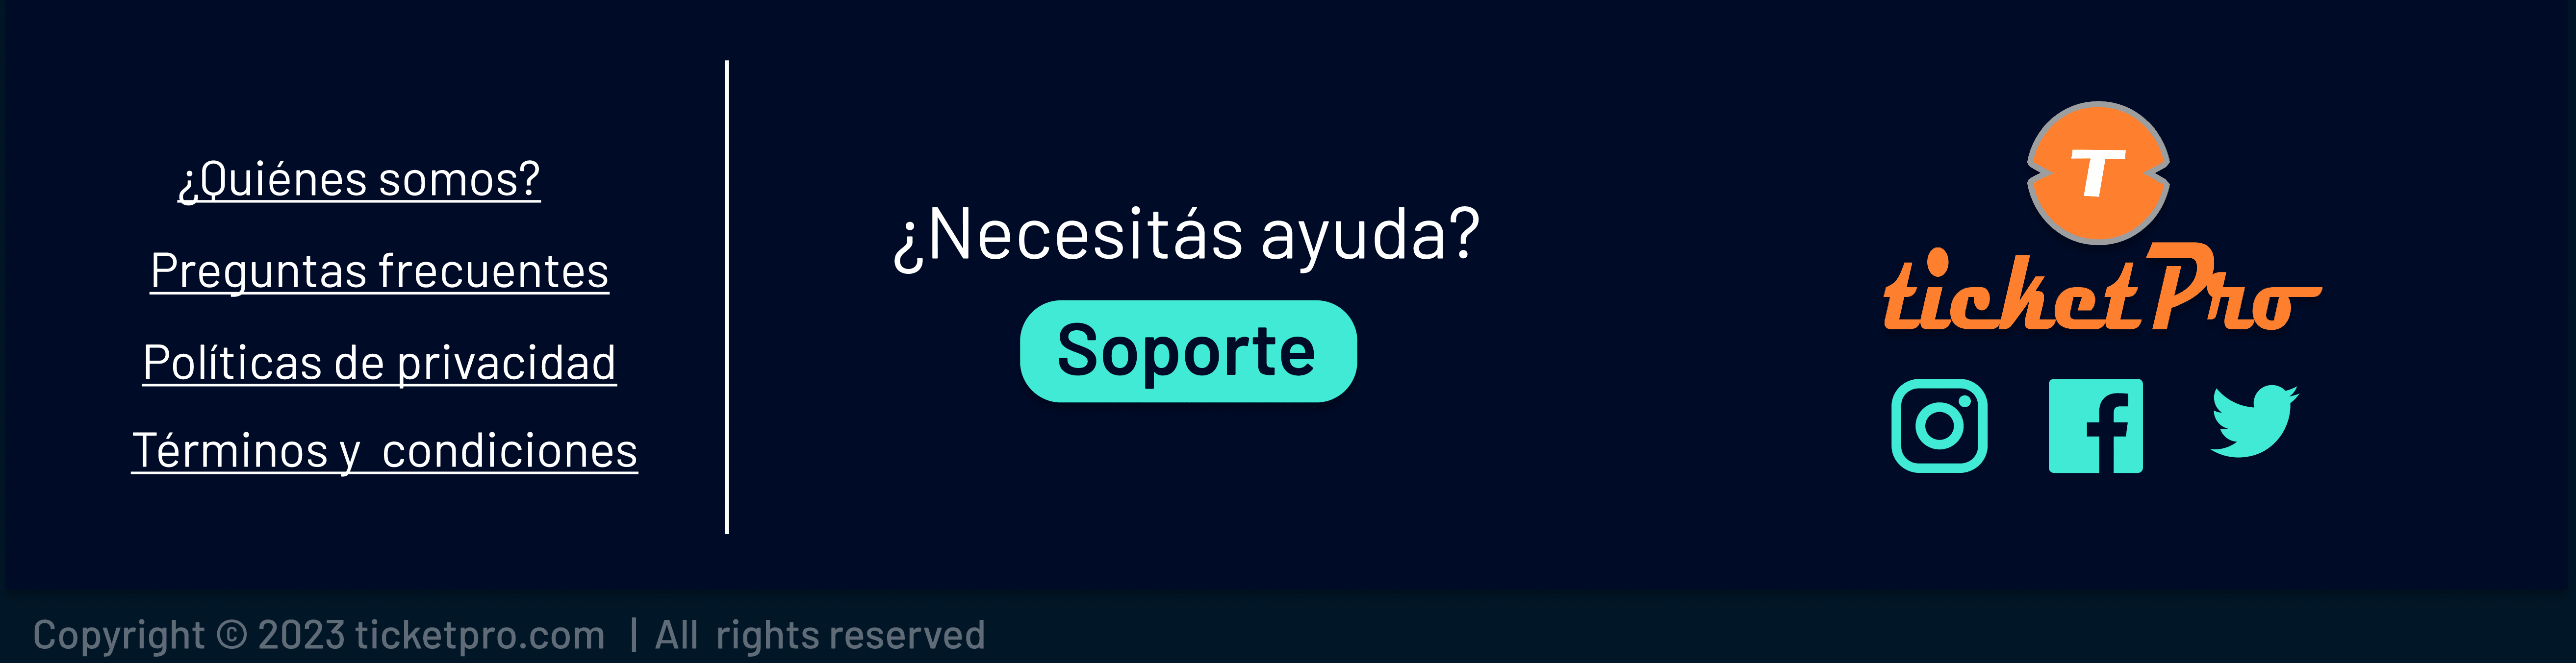 ¿Quiénes somos?
Preguntas frecuentes
Políticas de privacidad
Términos y  condiciones
¿Necesitás ayuda?
Soporte
T
ticketPro
Copyright © 2023 ticketpro.com  |  All  rights reserved